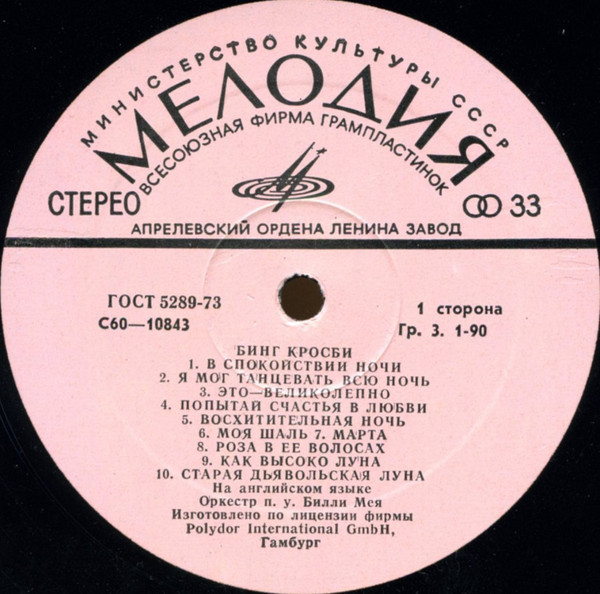 МИНИСТЕРСТВО КУЛЬТУРЫ СССР
МЕЛОДИЯ
ВСЕСОЮЗНАЯ ФИРМА ГРАМПЛАСТИНОК
СТЕРЕО
33
АПРЕЛЕВСКИЙ ОРДЕНА ЛЕНИНА ЗАВОД
ГОСТ 5289-73
С60—10843
1 сторона
Гр. 3. 1-90
БИНГ КРОСБИ
1. В СПОКОЙСТВИИ НОЧИ
2. Я МОГ ТАНЦЕВАТЬ ВСЮ НОЧЬ
3. ЭТО—ВЕЛИКОЛЕПНО
4. ПОПЫТАЙ СЧАСТЬЯ В ЛЮБВИ
5. ВОСХИТИТЕЛЬНАЯ НОЧЬ
6. МОЯ ШАЛЬ 7. МАРТА
8. РОЗА В ЕЕ ВОЛОСАХ
9. КАК ВЫСОКО ЛУНА
10. СТАРАЯ ДЬЯВОЛЬСКАЯ ЛУНА
На английском языке
Оркестр п. у. Билли Мея
Изготовлено по лицензии фирмы
Polydor International GmbH,
Гамбург